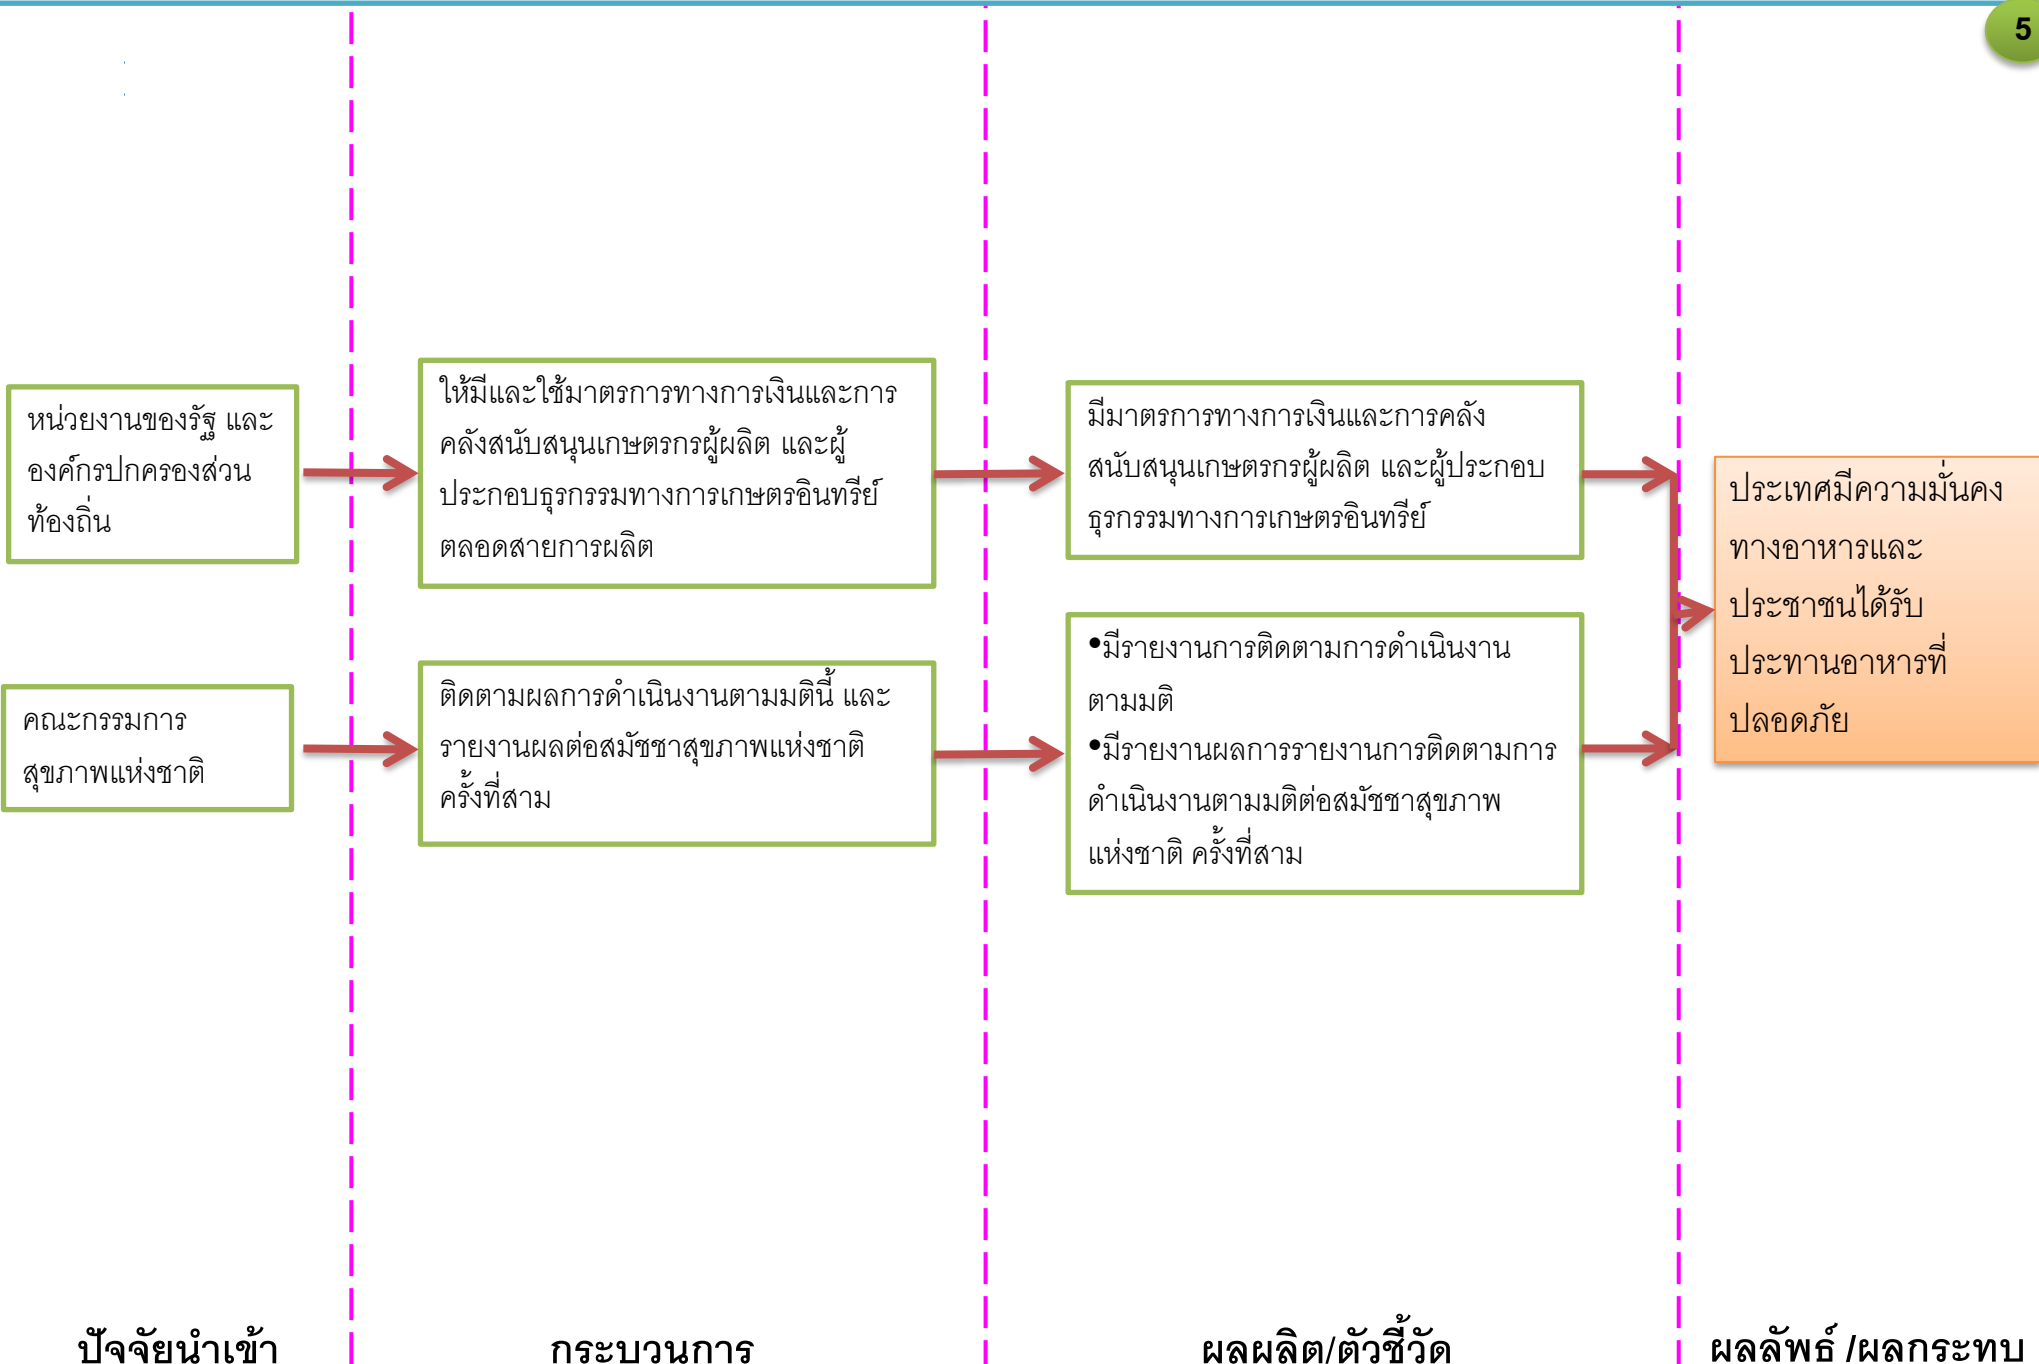 5
หน่วยงานของรัฐ และ
องค์กรปกครองส่วน
ท้องถิ่น
ให้มีและใช้มาตรการทางการเงินและการ
คลังสนับสนุนเกษตรกรผู้ผลิต และผู้
ประกอบธุรกรรมทางการเกษตรอินทรีย์
ตลอดสายการผลิต
มีมาตรการทางการเงินและการคลัง
สนับสนุนเกษตรกรผู้ผลิต และผู้ประกอบ
ธุรกรรมทางการเกษตรอินทรีย์
ประเทศมีความมั่นคง
ทางอาหารและ
ประชาชนได้รับ
ประทานอาหารที่
ปลอดภัย
คณะกรรมการ
สุขภาพแห่งชาติ
ติดตามผลการดำเนินงานตามมตินี้ และ
รายงานผลต่อสมัชชาสุขภาพแห่งชาติ
ครั้งที่สาม
•มีรายงานการติดตามการดำเนินงาน
ตามมติ
•มีรายงานผลการรายงานการติดตามการ
ดำเนินงานตามมติต่อสมัชชาสุขภาพ
แห่งชาติ ครั้งที่สาม
ปัจจัยนำเข้า
กระบวนการ
ผลผลิต/ตัวชี้วัด
ผลลัพธ์ /ผลกระทบ